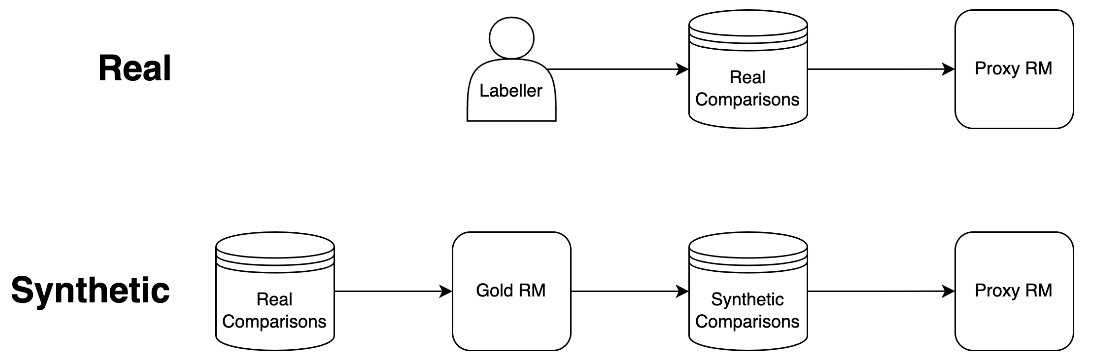 Real
Labeller
Real
Comparisons
Proxy RM
Synthetic
Real
Comparisons
Gold RM
Synthetic
Comparisons
Proxy RM